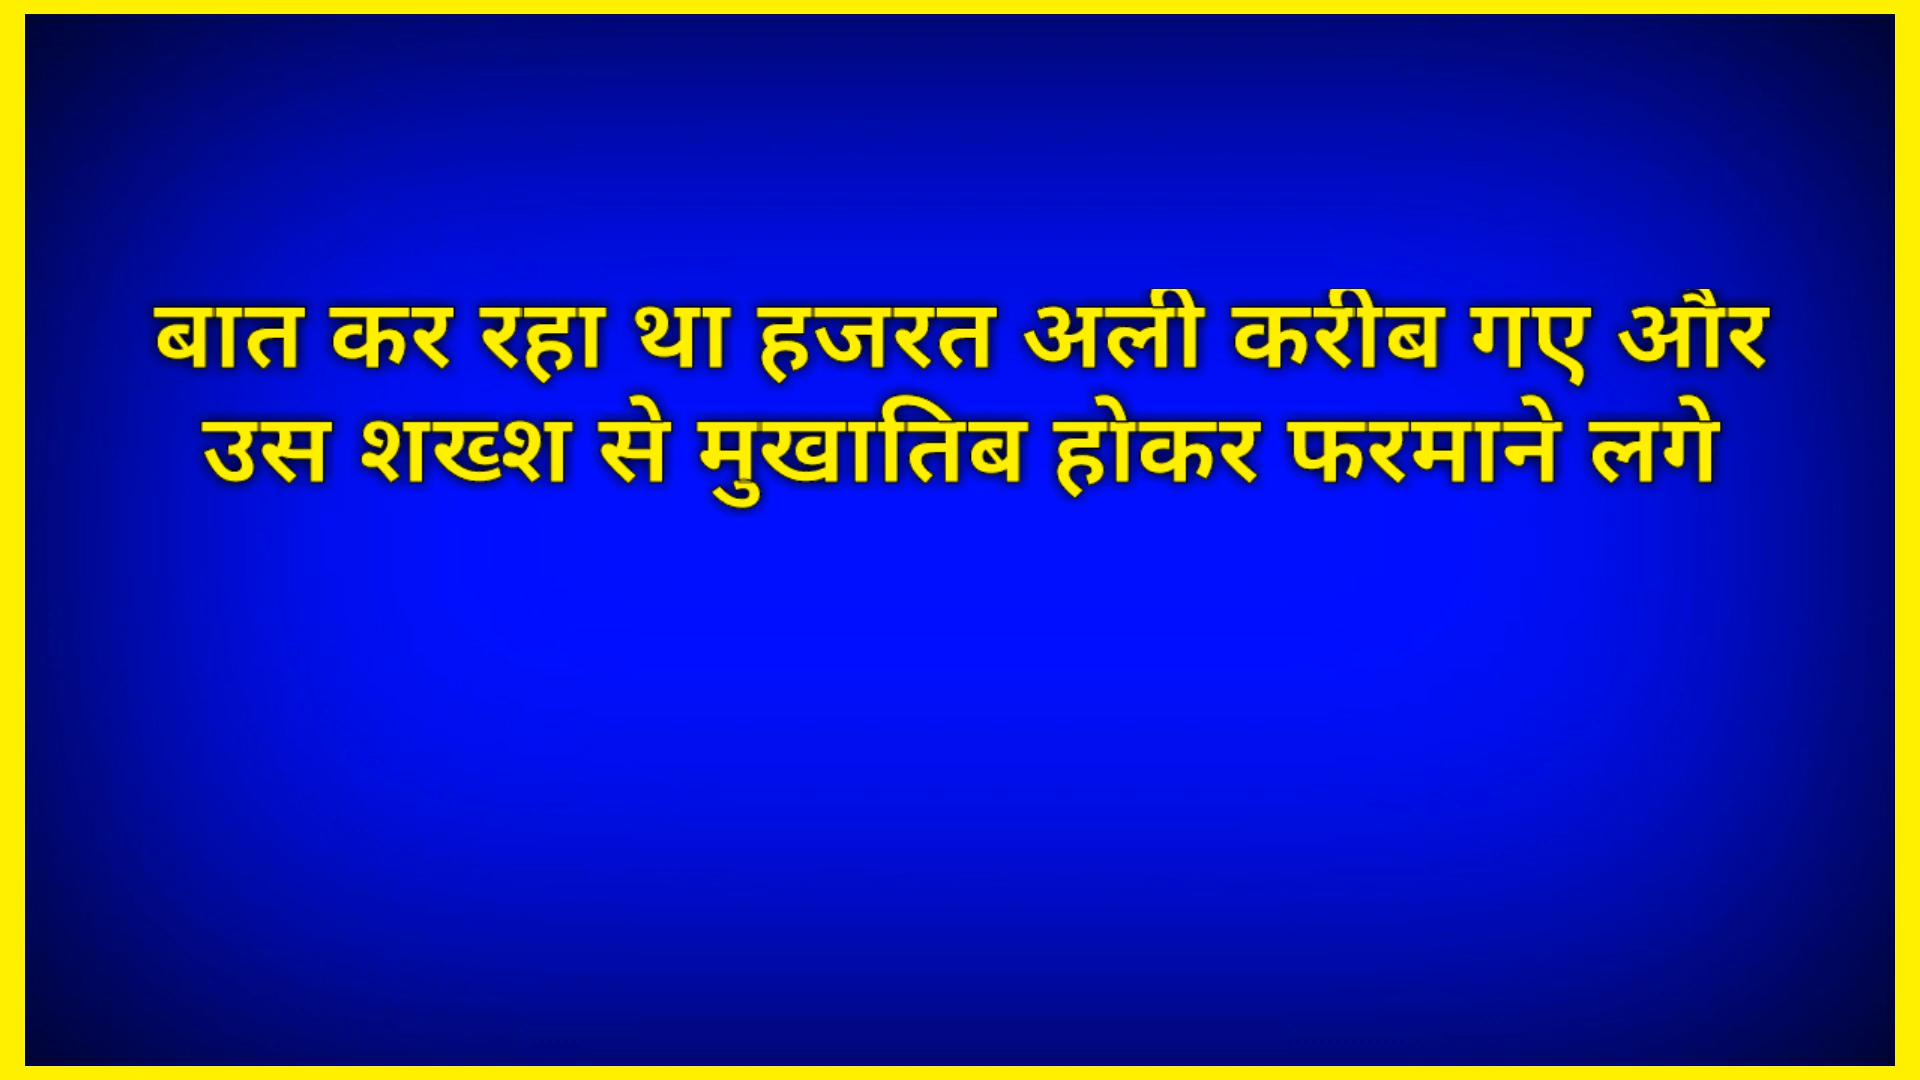 बात कर रहा था हजरत अली करीब गए और
उस शख्श से मुखातिब होकर फरमाने लगे